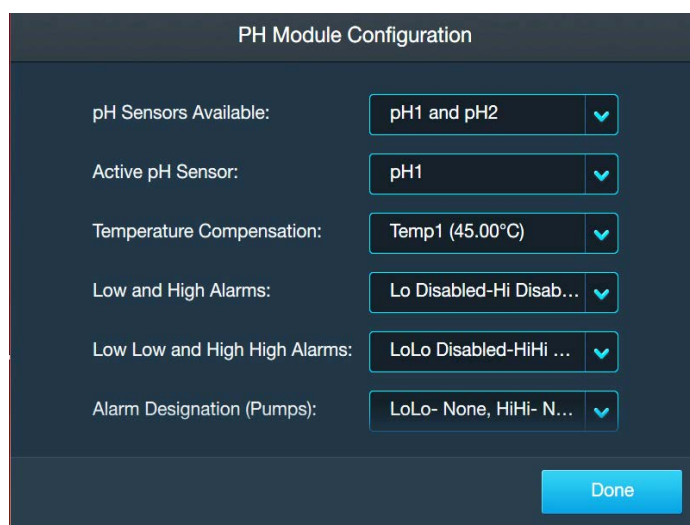 PH Module Configuration
pH Sensors Available: pH1 and pH2
Active pH Sensor: pH1
Temperature Compensation: Temp1 (45.00°C)
Low and High Alarms: Lo Disabled-Hi Disab...
Low Low and High High Alarms: LoLo Disabled-HiHi ...
Alarm Designation (Pumps): LoLo- None, HiHi- N...
Done